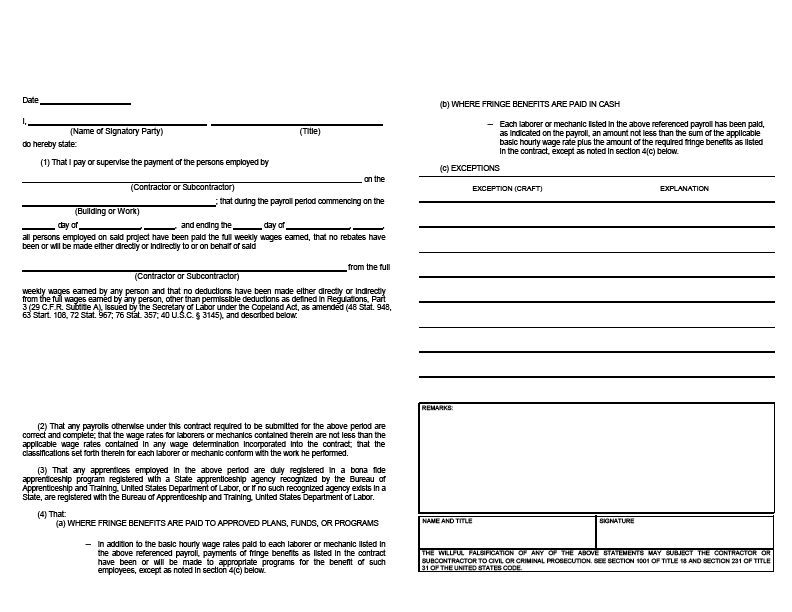 Date
I,
(Name of Signatory Party) (Title)
do hereby state:
(1) That I pay or supervise the payment of the persons employed by
on the
(Contractor or Subcontractor)
; that during the payroll period commencing on the
(Building or Work)
day of , , and ending the day of , ,
all persons employed on said project have been paid the full weekly wages earned, that no rebates have
been or will be made either directly or indirectly to or on behalf of said
from the full
(Contractor or Subcontractor)
weekly wages earned by any person and that no deductions have been made either directly or indirectly
from the full wages earned by any person, other than permissible deductions as defined in Regulations, Part
3 (29 C.F.R. Subtitle A), issued by the Secretary of Labor under the Copeland Act, as amended (48 Stat. 948,
63 Start. 108, 72 Stat. 967; 76 Stat. 357; 40 U.S.C. § 3145), and described below:
(2) That any payrolls otherwise under this contract required to be submitted for the above period are
correct and complete; that the wage rates for laborers or mechanics contained therein are not less than the
applicable wage rates contained in any wage determination incorporated into the contract; that the
classifications set forth therein for each laborer or mechanic conform with the work he performed.
(3) That any apprentices employed in the above period are duly registered in a bona fide
apprenticeship program registered with a State apprenticeship agency recognized by the Bureau of
Apprenticeship and Training, United States Department of Labor, or if no such recognized agency exists in a
State, are registered with the Bureau of Apprenticeship and Training, United States Department of Labor.
(4) That:
(a) WHERE FRINGE BENEFITS ARE PAID TO APPROVED PLANS, FUNDS, OR PROGRAMS
− In addition to the basic hourly wage rates paid to each laborer or mechanic listed in
the above referenced payroll, payments of fringe benefits as listed in the contract
have been or will be made to appropriate programs for the benefit of such
employees, except as noted in section 4(c) below.
(b) WHERE FRINGE BENEFITS ARE PAID IN CASH
− Each laborer or mechanic listed in the above referenced payroll has been paid,
as indicated on the payroll, an amount not less than the sum of the applicable
basic hourly wage rate plus the amount of the required fringe benefits as listed
in the contract, except as noted in section 4(c) below.
(c) EXCEPTIONS
EXCEPTION (CRAFT) EXPLANATION
REMARKS:
NAME AND TITLE SIGNATURE
THE WILLFUL FALSIFICATION OF ANY OF THE ABOVE STATEMENTS MAY SUBJECT THE CONTRACTOR OR
SUBCONTRACTOR TO CIVIL OR CRIMINAL PROSECUTION. SEE SECTION 1001 OF TITLE 18 AND SECTION 231 OF TITLE
31 OF THE UNITED STATES CODE.